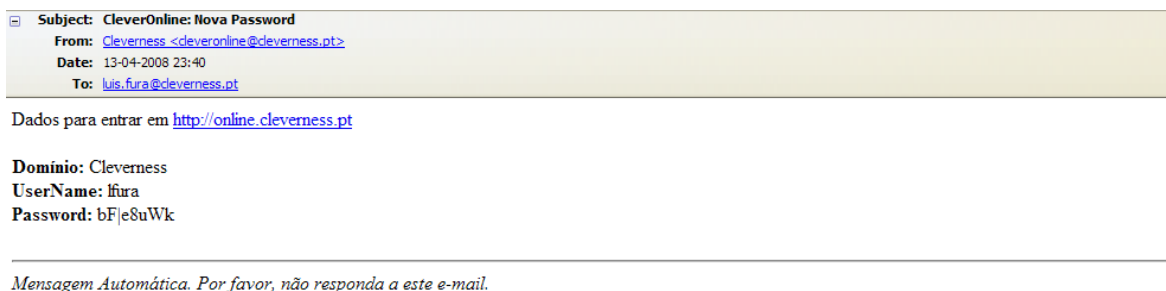 Subject: CleverOnline: Nova Password
From: Cleverness <cleveronline@cleverness.pt>
Date: 13-04-2008 23:40
To: luis.fura@cleverness.pt
Dados para entrar em http://online.cleverness.pt
Domínio: Cleverness
UserName: lfura
Password: bF|e8uWk
Mensagem Automática. Por favor, não responda a este e-mail.